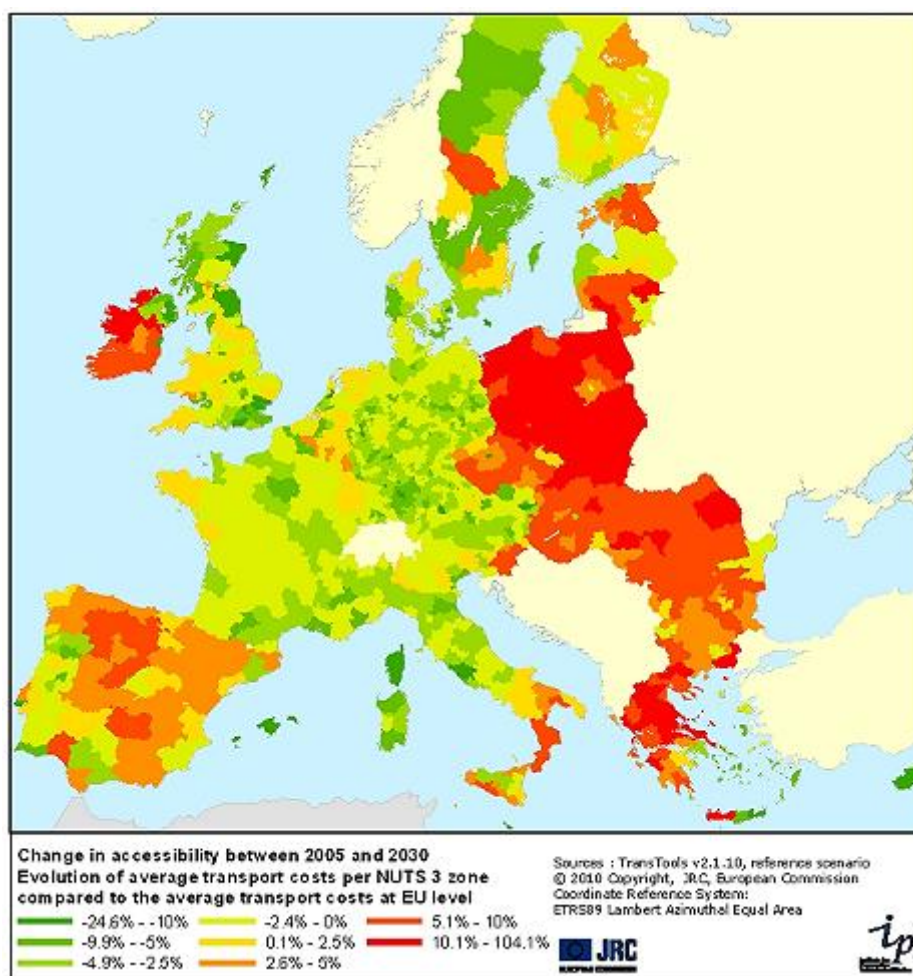 Change in accessibility between 2005 and 2030
Evolution of average transport costs per NUTS 3 zone
compared to the average transport costs at EU level
-24.6% - -10%
-9.9% - -5%
-4.9% - -2.5%
-2.4% - 0%
0.1% - 2.5%
2.6% - 5%
5.1% - 10%
10.1% - 104.1%
Sources : TransTools v2.1.10, reference scenario
© 2010 Copyright, JRC, European Commission
Coordinate Reference System:
ETRS89 Lambert Azimuthal Equal Area
JRC
EUROPEAN COMMISSION
ip